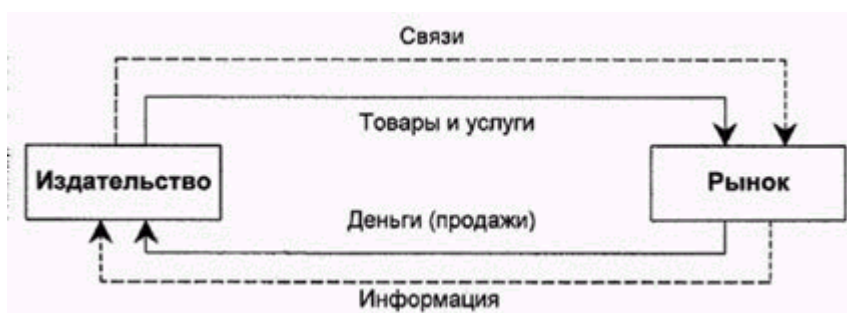 Связи
Товары и услуги
Издательство
Рынок
Деньги (продажи)
Информация